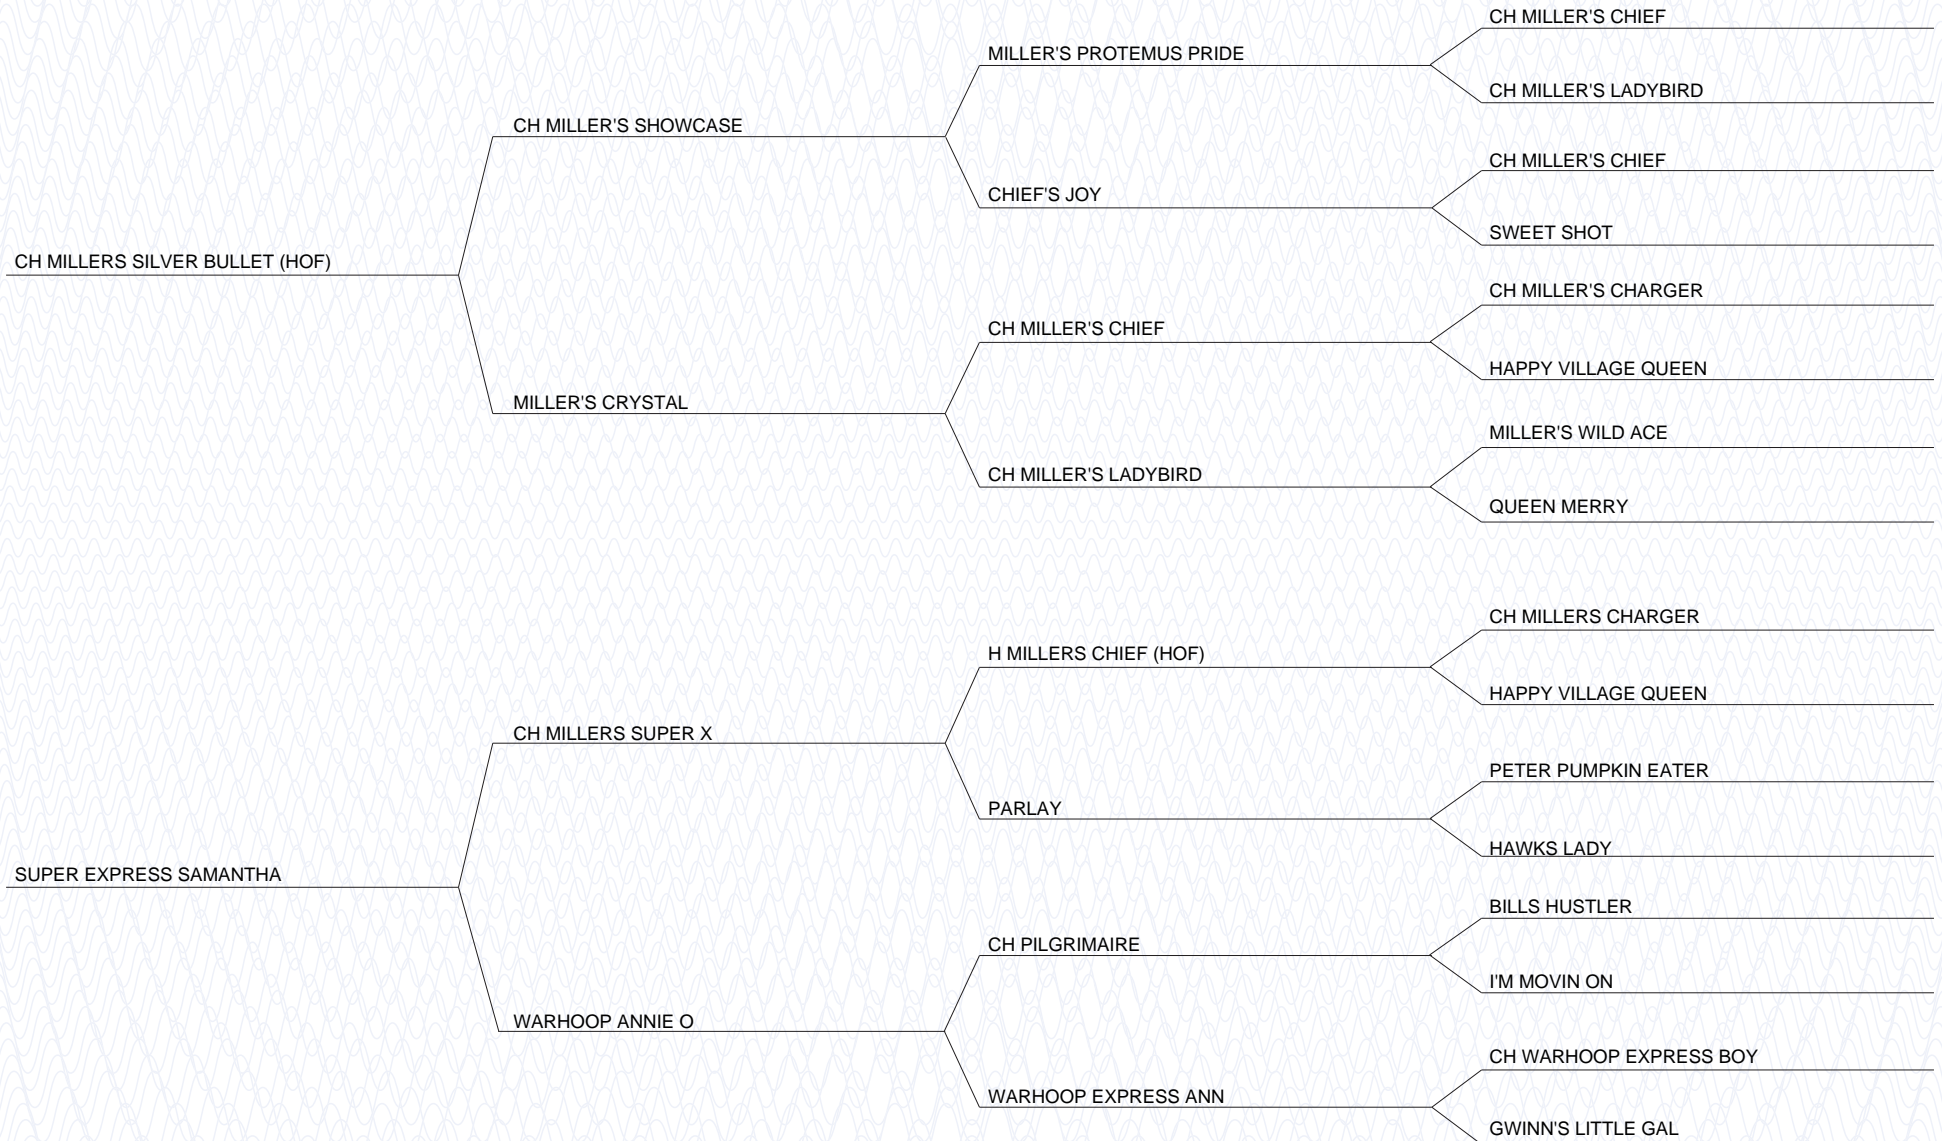 CH MILLER'S CHIEF
MILLER'S PROTEMUS PRIDE
CH MILLER'S LADYBIRD
CH MILLER'S SHOWCASE
CH MILLER'S CHIEF
CHIEF'S JOY
SWEET SHOT
CH MILLERS SILVER BULLET (HOF)
CH MILLER'S CHARGER
CH MILLER'S CHIEF
HAPPY VILLAGE QUEEN
MILLER'S CRYSTAL
MILLER'S WILD ACE
CH MILLER'S LADYBIRD
QUEEN MERRY
CH MILLERS CHARGER
H MILLERS CHIEF (HOF)
HAPPY VILLAGE QUEEN
CH MILLERS SUPER X
PETER PUMPKIN EATER
PARLAY
HAWKS LADY
SUPER EXPRESS SAMANTHA
BILLS HUSTLER
CH PILGRIMAIRE
I'M MOVIN ON
WARHOOP ANNIE O
CH WARHOOP EXPRESS BOY
WARHOOP EXPRESS ANN
GWINN'S LITTLE GAL